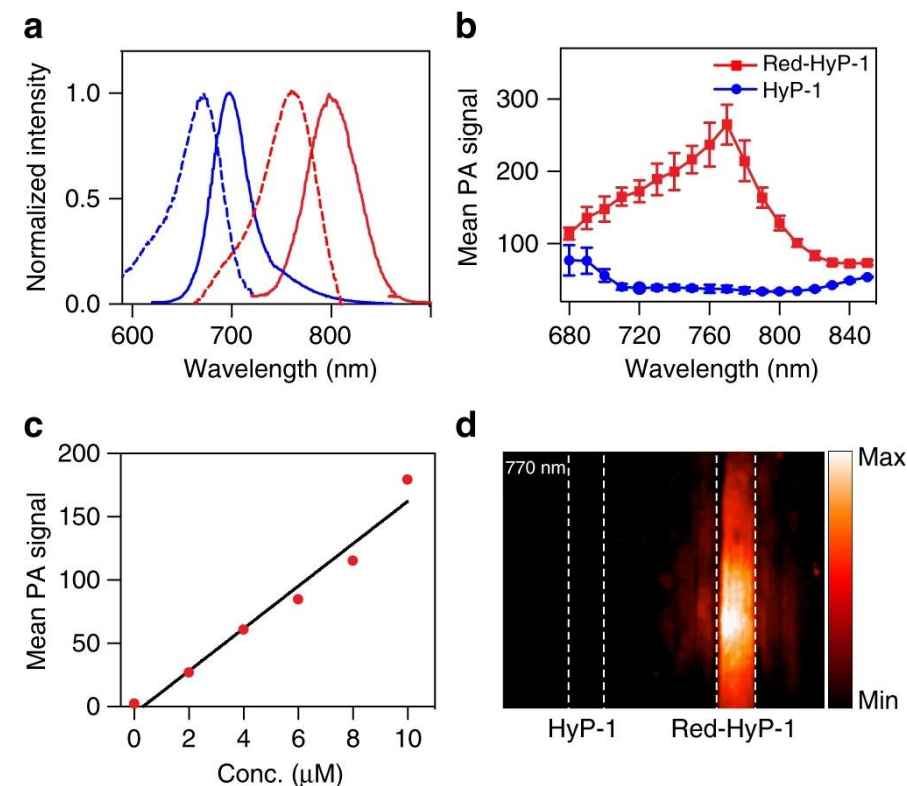 a
Normalized intensity
1.0
0.5
0.0
600 700 800
Wavelength (nm)
b
Mean PA signal
300
200
100
Red-HyP-1
HyP-1
680 720 760 800 840
Wavelength (nm)
c
Mean PA signal
200
150
100
50
0
0 2 4 6 8 10
Conc. (μM)
d
770 nm
Max
Min
HyP-1 Red-HyP-1